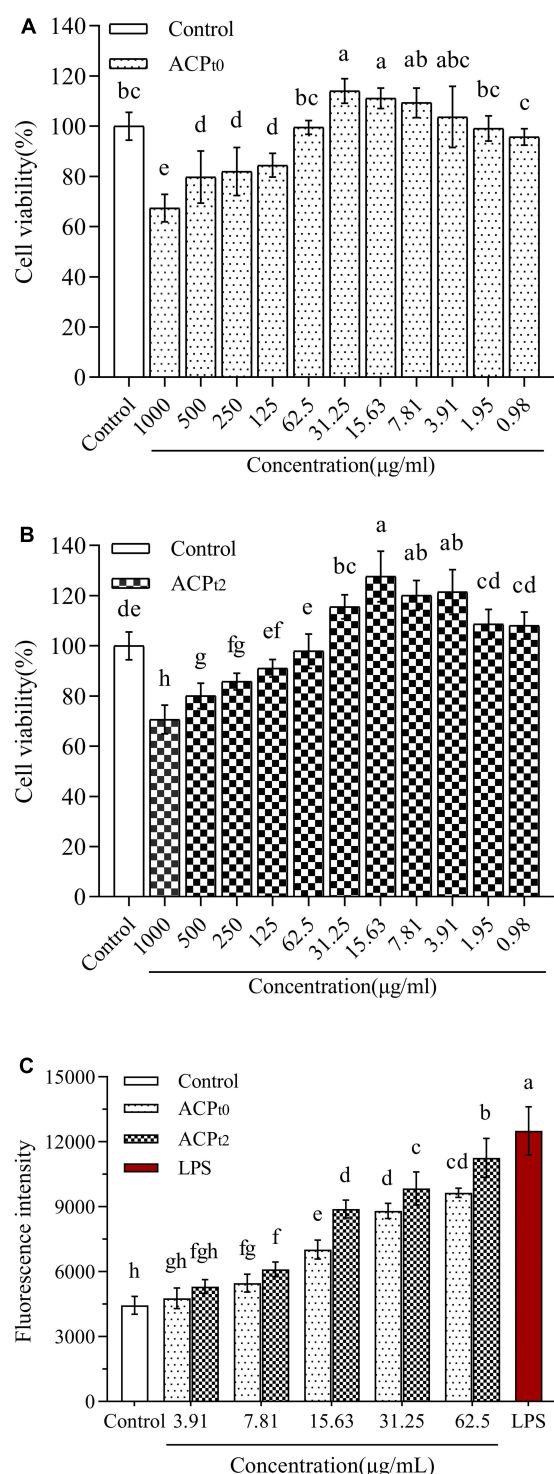 A
140
120
100
80
60
40
20
0
Cell viability(%)
Control
ACPt0
bc
e
d
d
d
bc
a
a
ab
abc
bc
c
Control
1000
500
250
125
62.5
31.25
15.63
7.81
3.91
1.95
0.98
Concentration(μg/ml)
B
140
120
100
80
60
40
20
0
Cell viability(%)
Control
ACPt2
de
h
g
fg
ef
e
bc
a
ab
ab
cd
cd
Control
1000
500
250
125
62.5
31.25
15.63
7.81
3.91
1.95
0.98
Concentration(μg/ml)
C
15000
12000
9000
6000
3000
0
Fluorescence intensity
Control
ACPt0
ACPt2
LPS
h
gh
fgh
fg
f
e
d
d
c
cd
b
a
Control
3.91
7.81
15.63
31.25
62.5
LPS
Concentration(μg/mL)